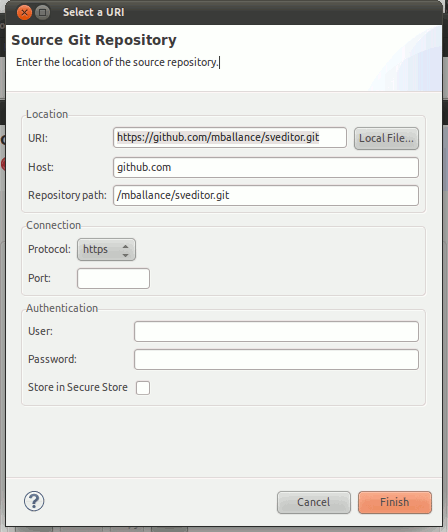 Select a URI
Source Git Repository
Enter the location of the source repository.
Location
URI: https://github.com/mballance/sveditor.git Local File...
Host: github.com
Repository path: /mballance/sveditor.git
Connection
Protocol: https
Port:
Authentication
User:
Password:
Store in Secure Store
? Cancel Finish